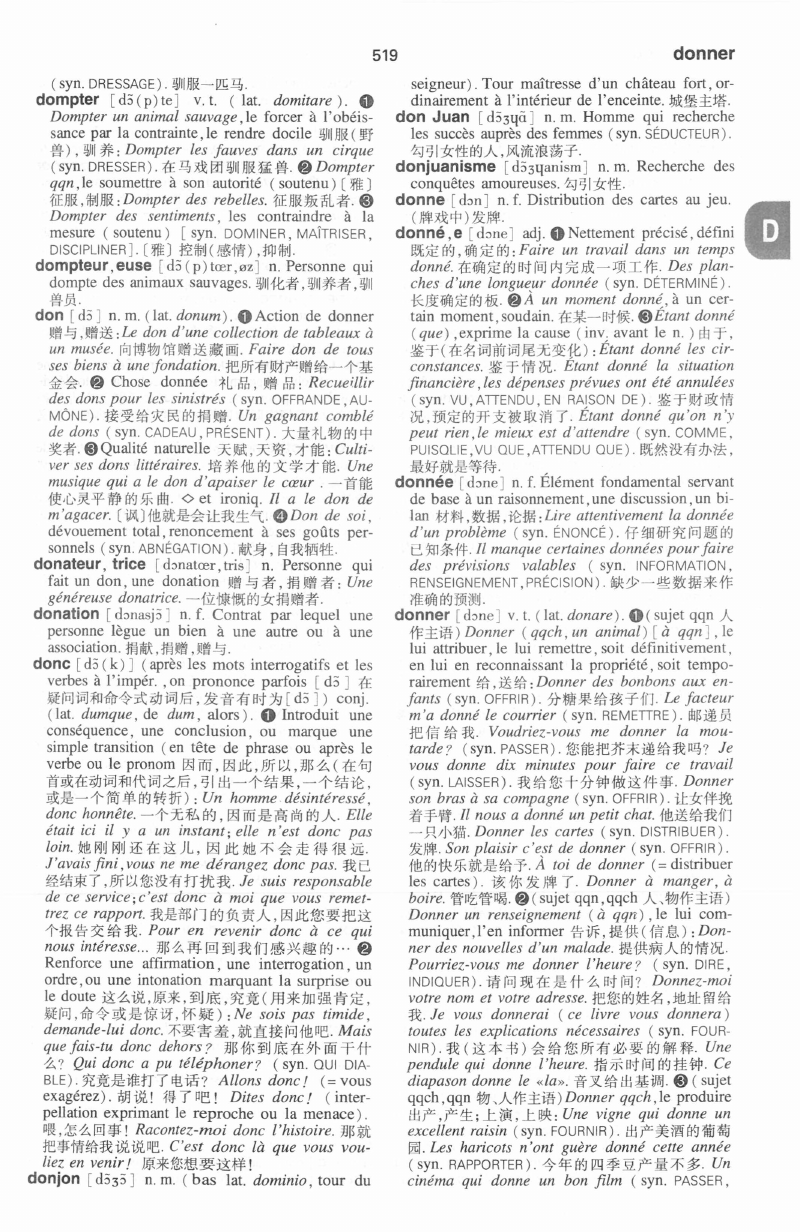 519
donner
(syn. DRESSAGE). 驯服一匹马.
dompter [dɔ̃(p)te] v. t. ( lat. domitare ). ❶
Dompter un animal sauvage, le forcer à l'obéis-
sance par la contrainte, le rendre docile 驯服(野
兽), 驯养: Dompter les fauves dans un cirque
(syn. DRESSER). 在马戏团驯服猛兽. ❷ Dompter
qqn, le soumettre à son autorité (soutenu)〔雅〕
征服,制服: Dompter des rebelles. 征服叛乱者. ❸
Dompter des sentiments, les contraindre à la
mesure ( soutenu ) [ syn. DOMINER, MAÎTRISER,
DISCIPLINER].〔雅〕控制(感情),抑制.
dompteur, euse [dɔ̃(p)tœr, øz] n. Personne qui
dompte des animaux sauvages. 驯化者,驯养者,驯
兽员.
don [dɔ̃] n. m. (lat. donum). ❶ Action de donner
赠与,赠送: Le don d'une collection de tableaux à
un musée. 向博物馆赠送藏画. Faire don de tous
ses biens à une fondation. 把所有财产赠给一个基
金会. ❷ Chose donnée 礼品, 赠品: Recueillir
des dons pour les sinistrés (syn. OFFRANDE, AU-
MÔNE). 接受给灾民的捐赠. Un gagnant comblé
de dons (syn. CADEAU, PRÉSENT). 大量礼物的中
奖者. ❸ Qualité naturelle 天赋,天资,才能: Culti-
ver ses dons littéraires. 培养他的文学才能. Une
musique qui a le don d'apaiser le cœur . 一首能
使心灵平静的乐曲. ◇ et ironiq. Il a le don de
m'agacer.〔讽〕他就是会让我生气. ❹ Don de soi,
dévouement total, renoncement à ses goûts per-
sonnels (syn. ABNÉGATION). 献身,自我牺牲.
donateur, trice [dɔnatœr, tris] n. Personne qui
fait un don, une donation 赠与者, 捐赠者: Une
généreuse donatrice. 一位慷慨的女捐赠者.
donation [dɔnasjɔ̃] n. f. Contrat par lequel une
personne lègue un bien à une autre ou à une
association. 捐献,捐赠,赠与.
donc [dɔ̃(k)] (après les mots interrogatifs et les
verbes à l'impér. , on prononce parfois [dɔ̃] 在
疑问词和命令式动词后, 发音有时为[dɔ̃]) conj.
(lat. dumque, de dum, alors). ❶ Introduit une
conséquence, une conclusion, ou marque une
simple transition (en tête de phrase ou après le
verbe ou le pronom 因而,因此,所以,那么(在句
首或在动词和代词之后,引出一个结果,一个结论,
或是一个简单的转折): Un homme désintéressé,
donc honnête. 一个无私的,因而是高尚的人. Elle
était ici il y a un instant; elle n'est donc pas
loin. 她刚刚还在这儿, 因此她不会走得很远.
J'avais fini, vous ne me dérangez donc pas. 我已
经结束了,所以您没有打扰我. Je suis responsable
de ce service; c'est donc à moi que vous remet-
trez ce rapport. 我是部门的负责人,因此您要把这
个报告交给我. Pour en revenir donc à ce qui
nous intéresse... 那么再回到我们感兴趣的… ❷
Renforce une affirmation, une interrogation, un
ordre, ou une intonation marquant la surprise ou
le doute 这么说,原来,到底,究竟(用来加强肯定,
疑问,命令或是惊讶,怀疑): Ne sois pas timide,
demande-lui donc. 不要害羞,就直接问他吧. Mais
que fais-tu donc dehors? 那你到底在外面干什
么? Qui donc a pu téléphoner? (syn. QUI DIA-
BLE). 究竟是谁打了电话? Allons donc! (= vous
exagérez). 胡说! 得了吧! Dites donc! (inter-
pellation exprimant le reproche ou la menace).
喂,怎么回事! Racontez-moi donc l'histoire. 那就
把事情给我说说吧. C'est donc là que vous vou-
liez en venir! 原来您想要这样!
donjon [dɔ̃ʒɔ̃] n. m. ( bas lat. dominio, tour du
seigneur). Tour maîtresse d'un château fort, or-
dinairement à l'intérieur de l'enceinte. 城堡主塔.
don Juan [dɔ̃ʒɥɑ̃] n. m. Homme qui recherche
les succès auprès des femmes (syn. SÉDUCTEUR).
勾引女性的人,风流浪荡子.
donjuanisme [dɔ̃ʒɥanism] n. m. Recherche des
conquêtes amoureuses. 勾引女性.
donne [dɔn] n. f. Distribution des cartes au jeu.
(牌戏中)发牌.
donné, e [dɔne] adj. ❶ Nettement précisé, défini
既定的,确定的: Faire un travail dans un temps
donné. 在确定的时间内完成一项工作. Des plan-
ches d'une longueur donnée (syn. DÉTERMINÉ).
长度确定的板. ❷ À un moment donné, à un cer-
tain moment, soudain. 在某一时候. ❸ Étant donné
(que), exprime la cause (inv. avant le n. )由于,
鉴于(在名词前词尾无变化): Étant donné les cir-
constances. 鉴于情况. Étant donné la situation
financière, les dépenses prévues ont été annulées
(syn. VU, ATTENDU, EN RAISON DE). 鉴于财政情
况,预定的开支被取消了. Étant donné qu'on n'y
peut rien, le mieux est d'attendre (syn. COMME,
PUISQUE, VU QUE, ATTENDU QUE). 既然没有办法,
最好就是等待.
donnée [dɔne] n. f. Élément fondamental servant
de base à un raisonnement, une discussion, un bi-
lan 材料,数据,论据: Lire attentivement la donnée
d'un problème (syn. ÉNONCÉ). 仔细研究问题的
已知条件. Il manque certaines données pour faire
des prévisions valables ( syn. INFORMATION,
RENSEIGNEMENT, PRÉCISION). 缺少一些数据来作
准确的预测.
donner [dɔne] v. t. (lat. donare). ❶ (sujet qqn 人
作主语) Donner (qqch, un animal) [à qqn], le
lui attribuer, le lui remettre, soit définitivement,
en lui en reconnaissant la propriété, soit tempo-
rairement 给,送给: Donner des bonbons aux en-
fants (syn. OFFRIR). 分糖果给孩子们. Le facteur
m'a donné le courrier (syn. REMETTRE). 邮递员
把信给我. Voudriez-vous me donner la mou-
tarde? (syn. PASSER). 您能把芥末递给我吗? Je
vous donne dix minutes pour faire ce travail
(syn. LAISSER). 我给您十分钟做这件事. Donner
son bras à sa compagne (syn. OFFRIR). 让女伴挽
着手臂. Il nous a donné un petit chat. 他送给我们
一只小猫. Donner les cartes (syn. DISTRIBUER).
发牌. Son plaisir c'est de donner (syn. OFFRIR).
他的快乐就是给予. À toi de donner (= distribuer
les cartes). 该你发牌了. Donner à manger, à
boire. 管吃管喝. ❷ (sujet qqn, qqch 人、物作主语)
Donner un renseignement (à qqn), le lui com-
muniquer, l'en informer 告诉,提供(信息): Don-
ner des nouvelles d'un malade. 提供病人的情况.
Pourriez-vous me donner l'heure? (syn. DIRE,
INDIQUER). 请问现在是什么时间? Donnez-moi
votre nom et votre adresse. 把您的姓名,地址留给
我. Je vous donnerai (ce livre vous donnera)
toutes les explications nécessaires (syn. FOUR-
NIR). 我(这本书)会给您所有必要的解释. Une
pendule qui donne l'heure. 指示时间的挂钟. Ce
diapason donne le «la». 音叉给出基调. ❸ (sujet
qqch, qqn 物、人作主语) Donner qqch, le produire
出产,产生;上演,上映: Une vigne qui donne un
excellent raisin (syn. FOURNIR). 出产美酒的葡萄
园. Les haricots n'ont guère donné cette année
(syn. RAPPORTER). 今年的四季豆产量不多. Un
cinéma qui donne un bon film (syn. PASSER,
D